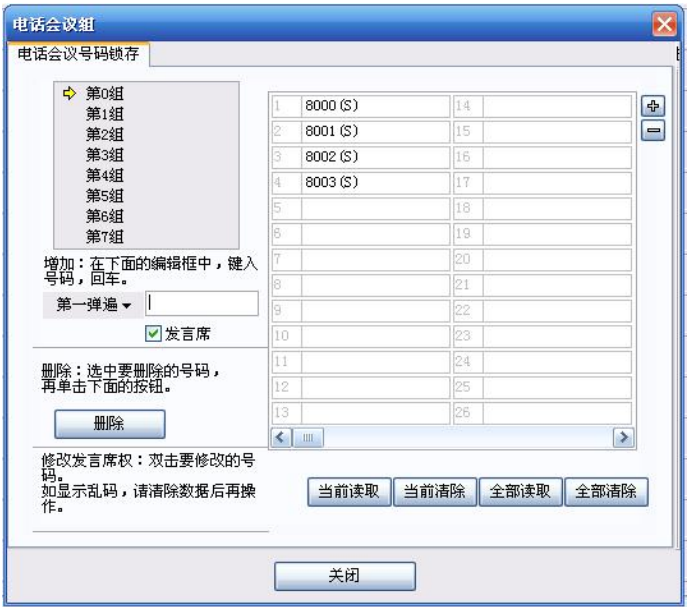 电话会议组
电话会议号码锁存
第0组
第1组
第2组
第3组
第4组
第5组
第6组
第7组
增加：在下面的编辑框中，键入
号码，回车。
第一弹遍
发言席
删除：选中要删除的号码，
再单击下面的按钮。
删除
修改发言席权：双击要修改的号
码。
如显示乱码，请清除数据后再操
作。
1 8000(S) 14
2 8001(S) 15
3 8002(S) 16
4 8003(S) 17
5 18
6 19
7 20
8 21
9 22
10 23
11 24
12 25
13 26
当前读取 当前清除 全部读取 全部清除
关闭